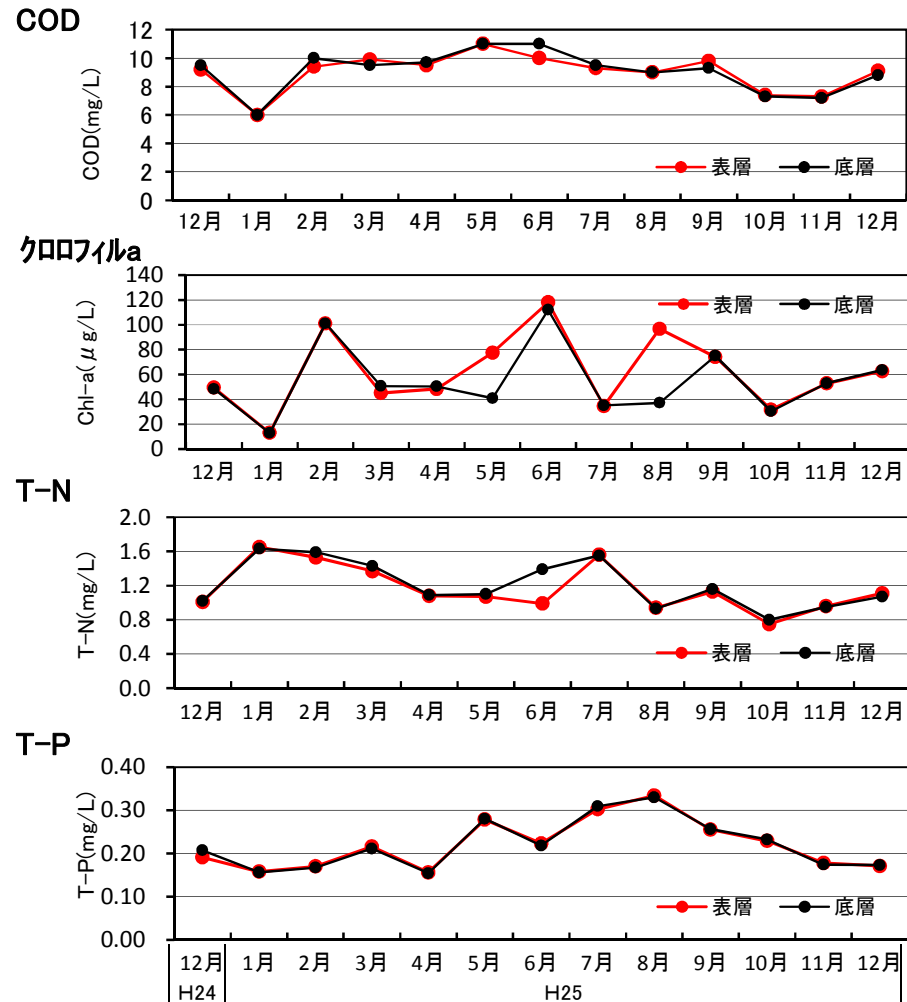 COD
12
10
8
6
4
2
0
COD(mg/L)
表層 底層
12月 1月 2月 3月 4月 5月 6月 7月 8月 9月 10月 11月 12月
クロロフィルa
140
120
100
80
60
40
20
0
Chl-a(μg/L)
表層 底層
12月 1月 2月 3月 4月 5月 6月 7月 8月 9月 10月 11月 12月
T-N
2.0
1.6
1.2
0.8
0.4
0.0
T-N(mg/L)
表層 底層
12月 1月 2月 3月 4月 5月 6月 7月 8月 9月 10月 11月 12月
T-P
0.40
0.30
0.20
0.10
0.00
T-P(mg/L)
表層 底層
12月 1月 2月 3月 4月 5月 6月 7月 8月 9月 10月 11月 12月
H24 H25